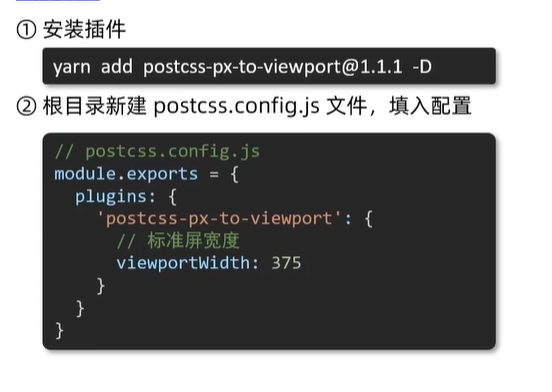 ① 安装插件
yarn add postcss-px-to-viewport@1.1.1 -D
② 根目录新建 postcss.config.js 文件，填入配置
// postcss.config.js
module.exports = {
  plugins: {
    'postcss-px-to-viewport': {
      // 标准屏宽度
      viewportWidth: 375
    }
  }
}